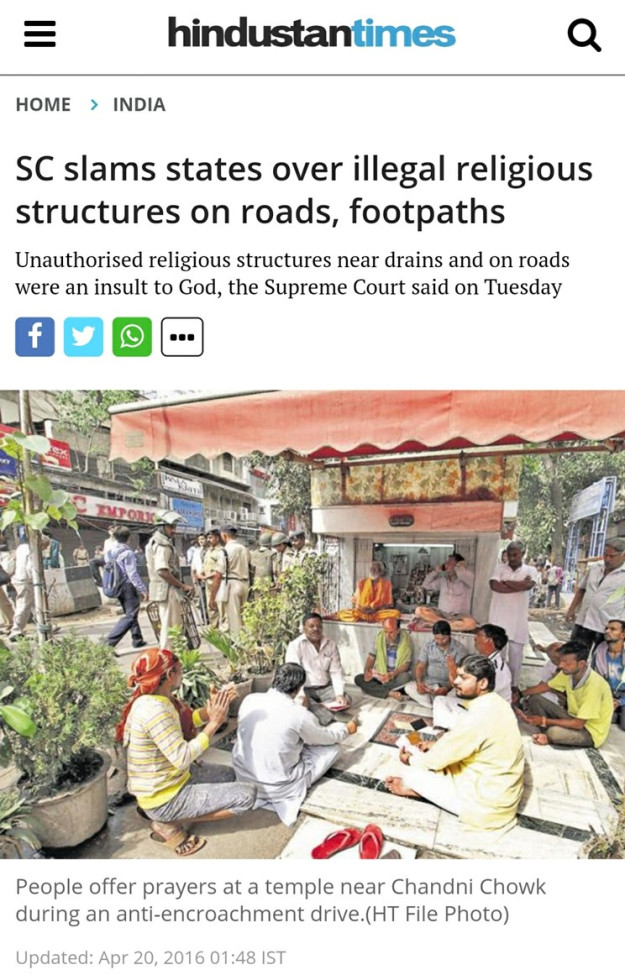 hindustantimes
HOME > INDIA
SC slams states over illegal religious
structures on roads, footpaths
Unauthorised religious structures near drains and on roads
were an insult to God, the Supreme Court said on Tuesday
C EMPORI
People offer prayers at a temple near Chandni Chowk
during an anti-encroachment drive.(HT File Photo)
Updated: Apr 20, 2016 01:48 IST